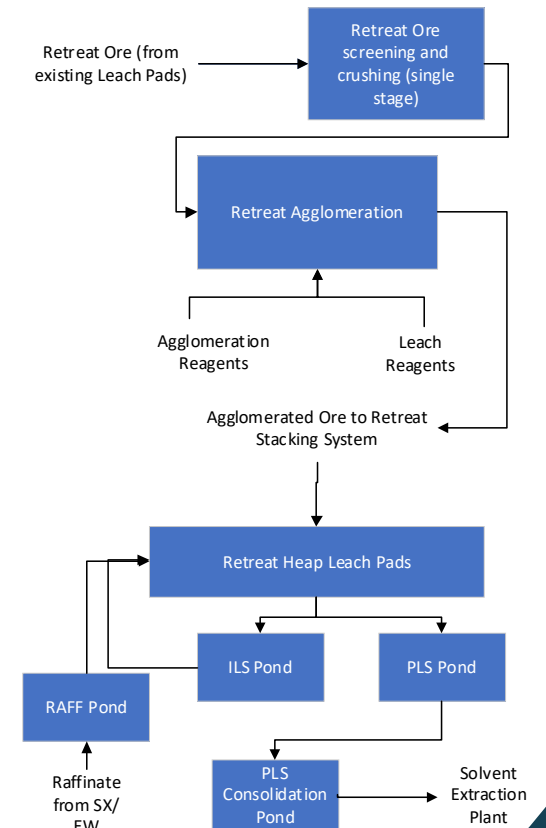 Retreat Ore (from
existing Leach Pads)
Retreat Ore
screening and
crushing (single
stage)
Retreat Agglomeration
Agglomeration
Reagents
Leach
Reagents
Agglomerated Ore to Retreat
Stacking System
Retreat Heap Leach Pads
ILS Pond
PLS Pond
RAFF Pond
Raffinate
from SX/
EW
PLS
Consolidation
Pond
Solvent
Extraction
Plant